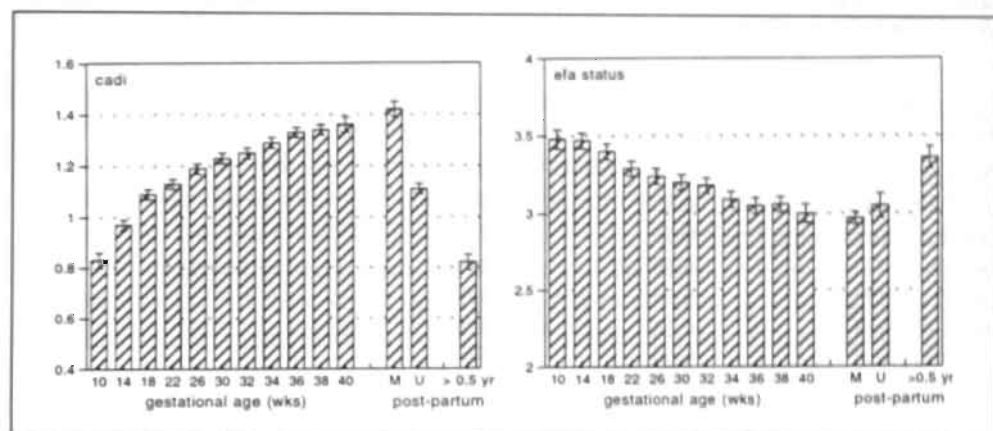 cadi
1.6
1.4
1.2
1
0.8
0.6
0.4
10 14 18 22 26 30 32 34 36 38 40 M U > 0.5 yr
gestational age (wks) post-partum
efa status
4
3.5
3
2.5
2
10 14 18 22 26 30 32 34 36 38 40 M U >0.5 yr
gestational age (wks) post-partum